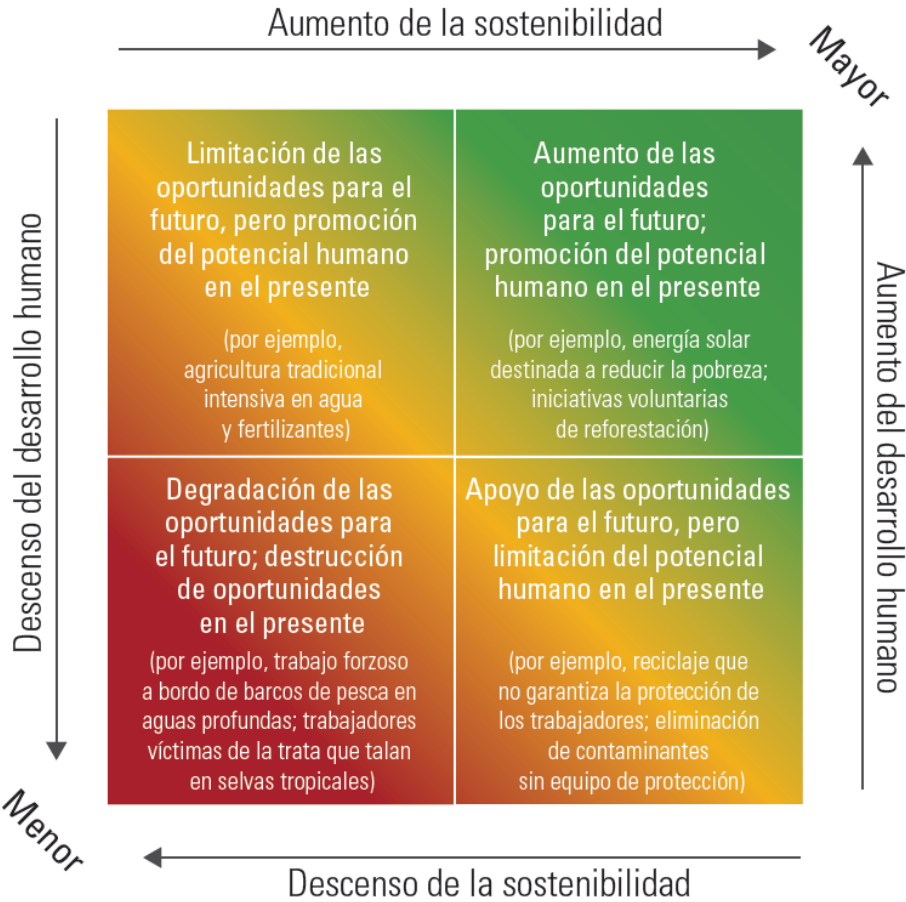 Aumento de la sostenibilidad
Mayor
Descenso del desarrollo humano
Limitación de las
oportunidades para el
futuro, pero promoción
del potencial humano
en el presente
(por ejemplo,
agricultura tradicional
intensiva en agua
y fertilizantes)
Aumento de las
oportunidades
para el futuro;
promoción del potencial
humano en el presente
(por ejemplo, energía solar
destinada a reducir la pobreza;
iniciativas voluntarias
de reforestación)
Aumento del desarrollo humano
Degradación de las
oportunidades para
el futuro; destrucción
de oportunidades
en el presente
(por ejemplo, trabajo forzoso
a bordo de barcos de pesca en
aguas profundas; trabajadores
víctimas de la trata que talan
en selvas tropicales)
Apoyo de las oportunidades
para el futuro, pero
limitación del potencial
humano en el presente
(por ejemplo, reciclaje que
no garantiza la protección de
los trabajadores; eliminación
de contaminantes
sin equipo de protección)
Menor
Descenso de la sostenibilidad